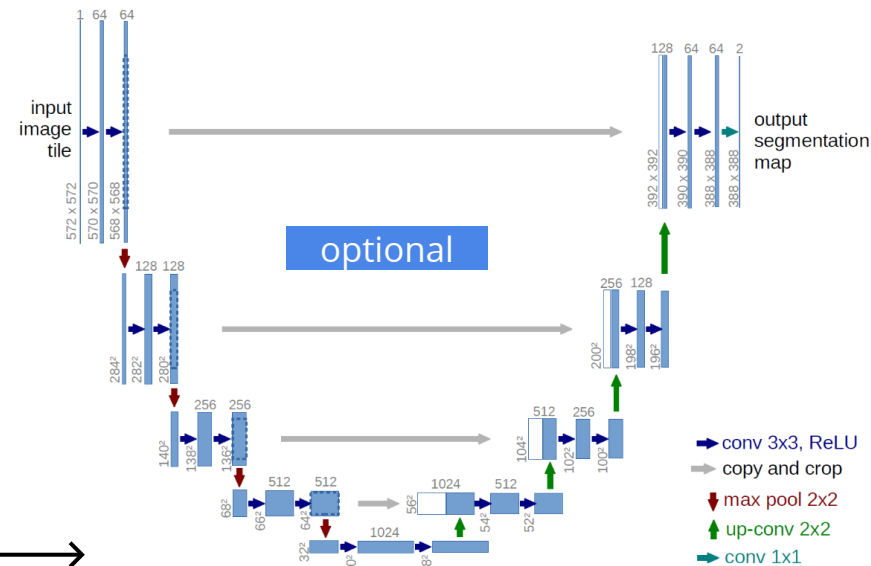 1 64 64
input
image
tile
572 x 572
570 x 570
568 x 568
128 64 64 2
output
segmentation
map
392 x 392
390 x 390
388 x 388
388 x 388
optional
128 128
284²
282²
280²
256 128
200²
198²
196²
256 256
140²
138²
136²
512 256
104²
102²
100²
512 512
68²
66²
64²
1024 512
56²
54²
52²
1024
32²
0²
8²
conv 3x3, ReLU
copy and crop
max pool 2x2
up-conv 2x2
conv 1x1